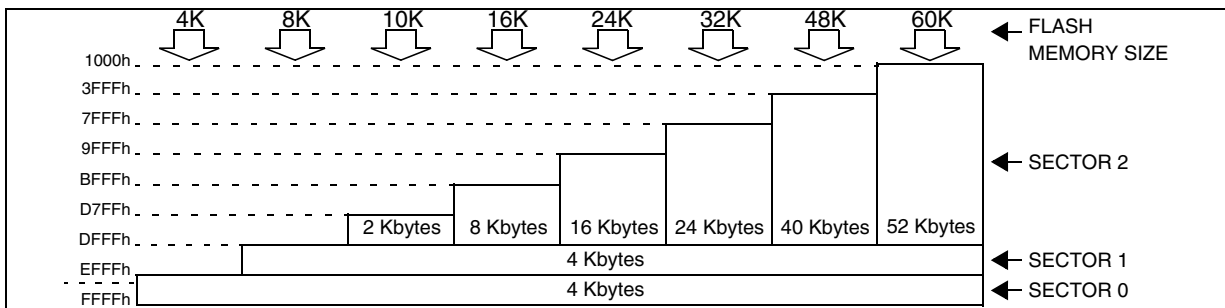 4K 8K 10K 16K 24K 32K 48K 60K
FLASH
MEMORY SIZE
1000h
3FFFh
7FFFh
9FFFh
SECTOR 2
BFFFh
D7FFh
2 Kbytes 8 Kbytes 16 Kbytes 24 Kbytes 40 Kbytes 52 Kbytes
DFFFh
4 Kbytes SECTOR 1
EFFFh
4 Kbytes SECTOR 0
FFFFh